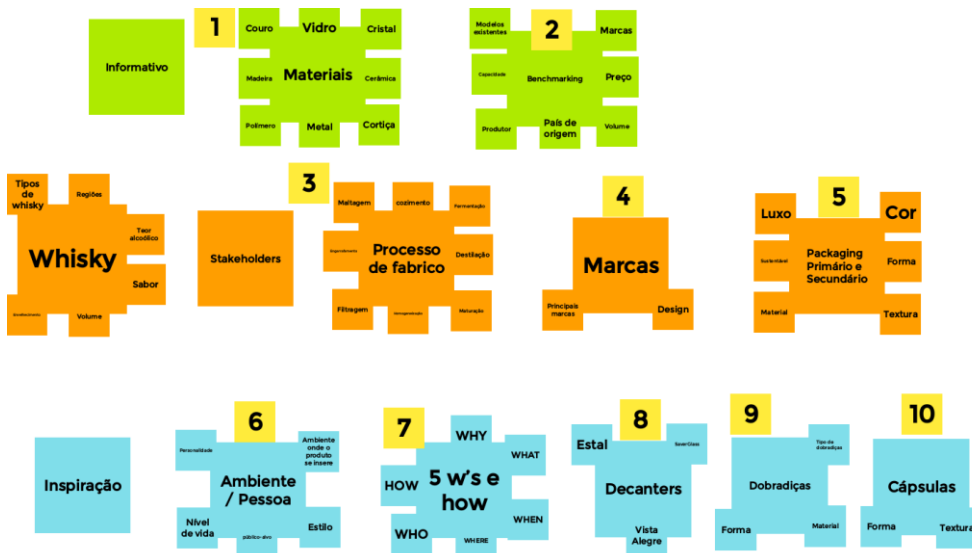 Informativo
1
Couro
Vidro
Cristal
Madeira
Materiais
Cerâmica
Polímero
Metal
Cortiça
2
Modelos
existentes
Marcas
Capacidade
Benchmarking
Preço
Produtor
País de
origem
Volume
Tipos
de
whisky
Regiões
Teor
alcoólico
Whisky
Sabor
Envelhecimento
Volume
Stakeholders
3
Maltagem
cozimento
Fermentação
Engarrafamento
Processo
de fabrico
Destilação
Filtragem
Maturação
4
Marcas
Principais
marcas
Design
5
Luxo
Cor
Sustentável
Packaging
Primário e
Secundário
Forma
Material
Textura
Inspiração
6
Personalidade
Ambiente
onde o
produto
se insere
Ambiente
/ Pessoa
Nível
de vida
público-alvo
Estilo
7
WHY
WHAT
HOW
5 w's e
how
WHEN
WHO
WHERE
8
Estal
SaverGlass
Decanters
Vista
Alegre
9
Tipo de
dobradiças
Dobradiças
Forma
Material
10
Cápsulas
Forma
Textura